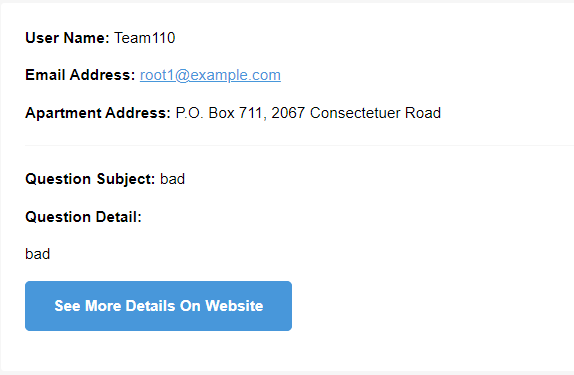 User Name: Team110
Email Address: root1@example.com
Apartment Address: P.O. Box 711, 2067 Consectetuer Road
Question Subject: bad
Question Detail:
bad
See More Details On Website